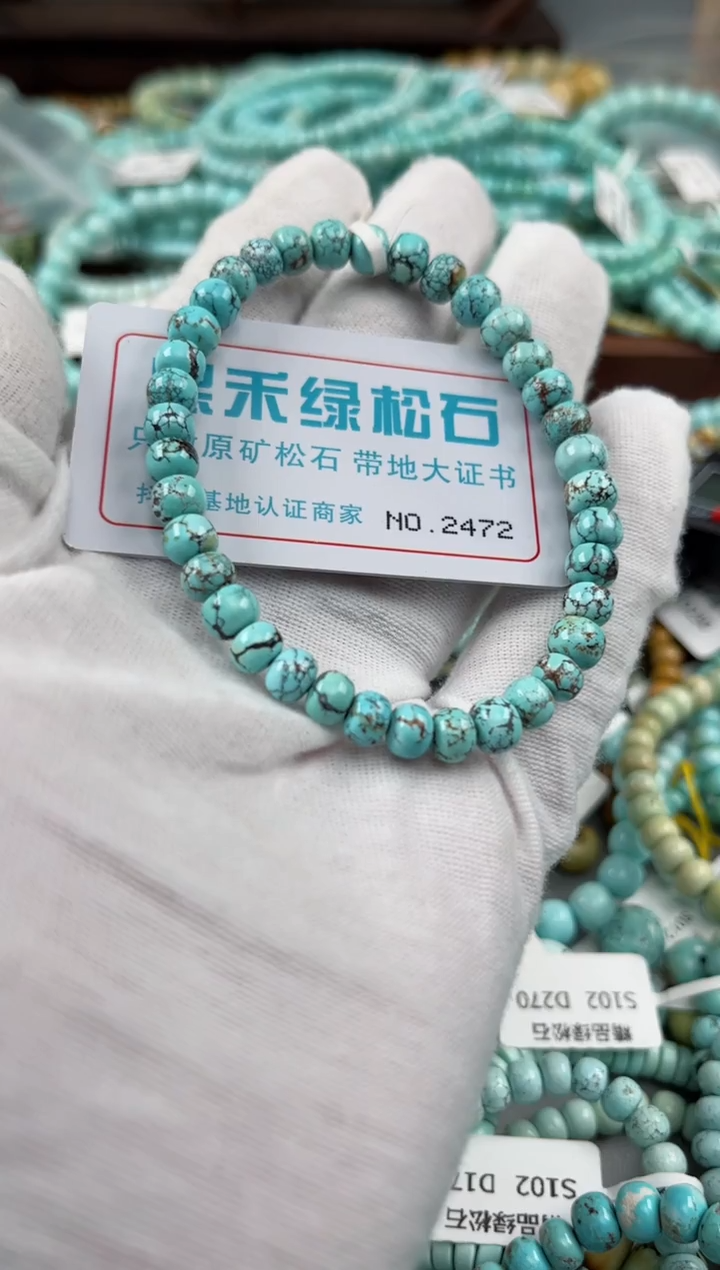 禾绿松石
原矿松石 带地大证书
基地认证商家 NO.2472
S102 D270
精品绿松石
S102 D17
品绿松石